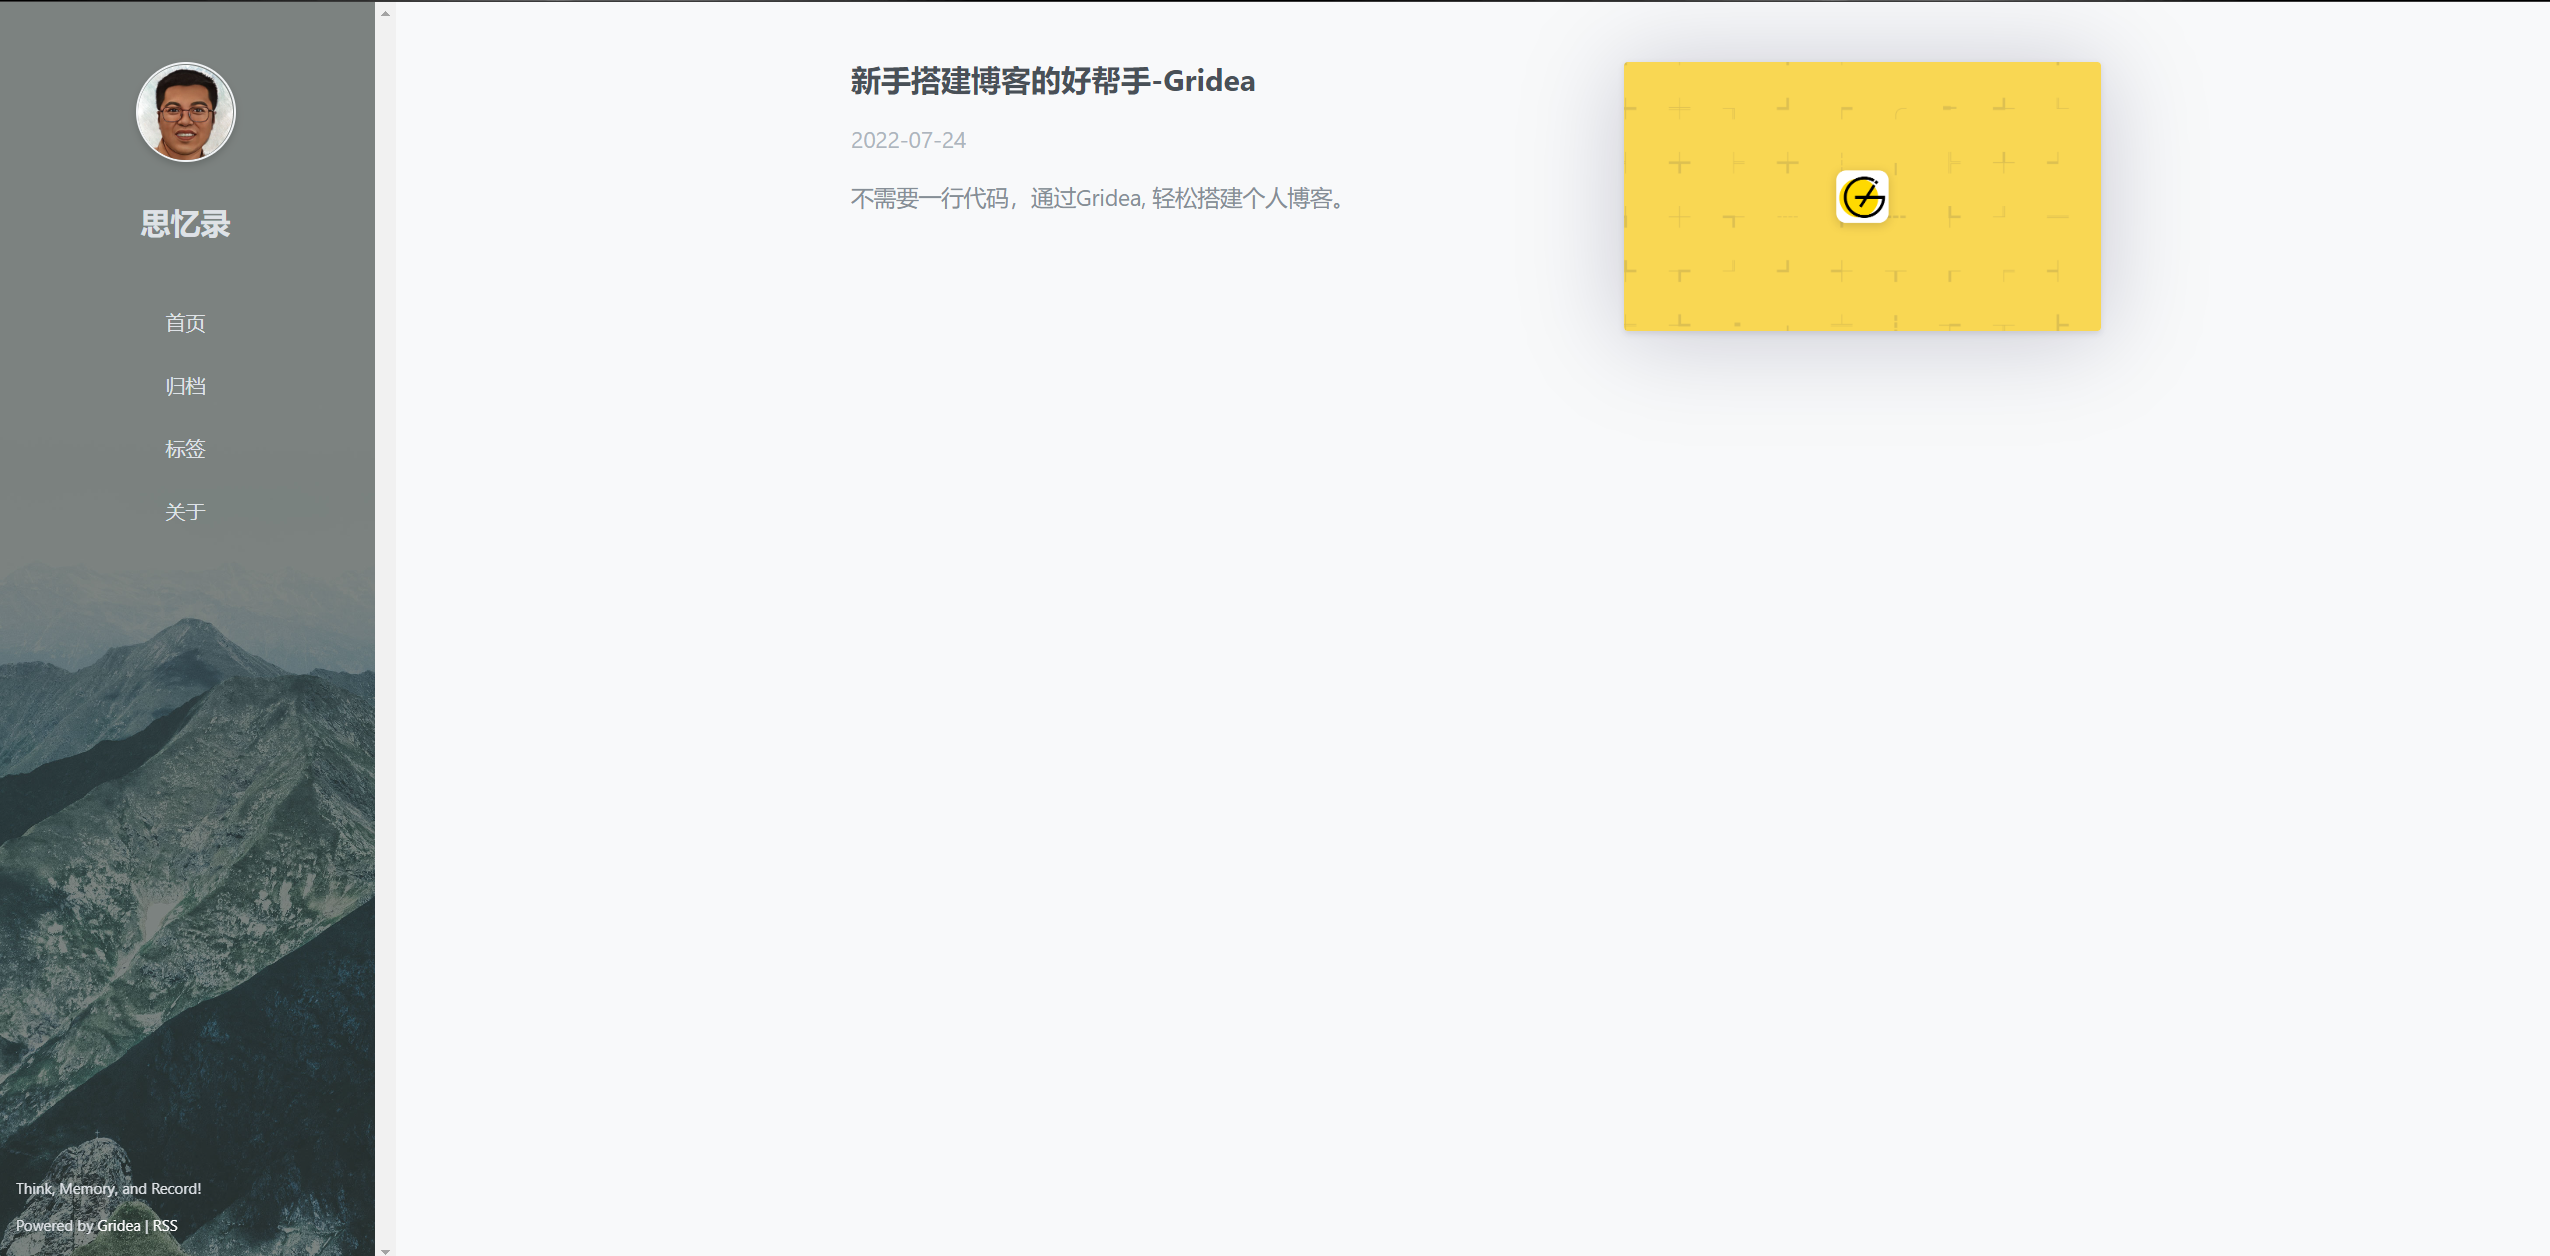 思忆录
首页
归档
标签
关于
Think, Memory, and Record!
Powered by Gridea | RSS
新手搭建博客的好帮手-Gridea
2022-07-24
不需要一行代码，通过Gridea, 轻松搭建个人博客。